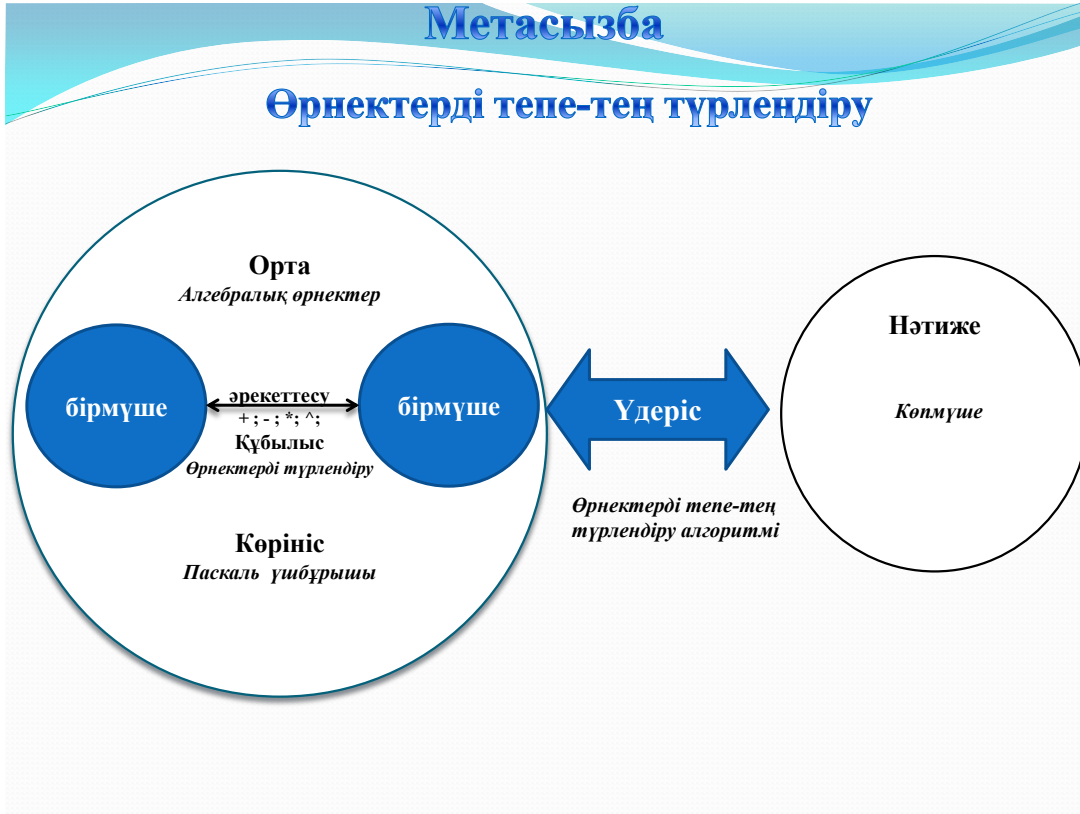 Метасызба
Өрнектерді тепе-тең түрлендіру
Орта
Алгебралық өрнектер
бірмүше
әрекеттесу
+ ; - ; *; ^;
Құбылыс
Өрнектерді түрлендіру
бірмүше
Көрініс
Паскаль үшбұрышы
Үдеріс
Өрнектерді тепе-тең
түрлендіру алгоритмі
Нәтиже
Көпмүше